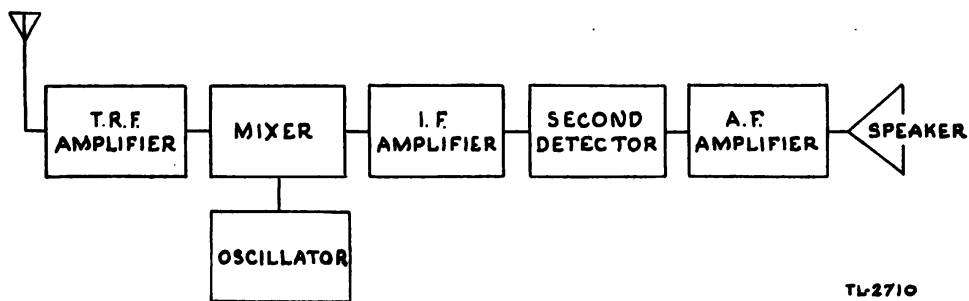 T.R.F.
AMPLIFIER
MIXER
I.F.
AMPLIFIER
SECOND
DETECTOR
A.F.
AMPLIFIER
SPEAKER
OSCILLATOR
TL-2710